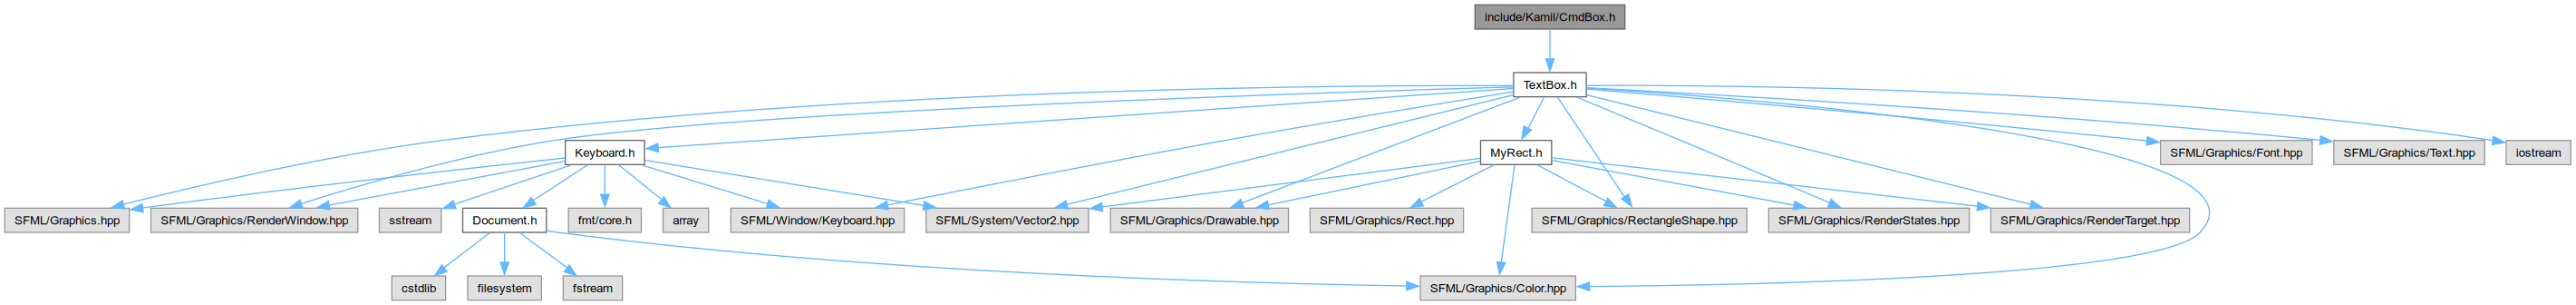 include/Kamil/CmdBox.h
TextBox.h
Keyboard.h
MyRect.h
SFML/Graphics/Font.hpp
SFML/Graphics/Text.hpp
iostream
SFML/Graphics.hpp
SFML/Graphics/RenderWindow.hpp
sstream
Document.h
fmt/core.h
array
SFML/Window/Keyboard.hpp
SFML/System/Vector2.hpp
SFML/Graphics/Drawable.hpp
SFML/Graphics/Rect.hpp
SFML/Graphics/RectangleShape.hpp
SFML/Graphics/RenderStates.hpp
SFML/Graphics/RenderTarget.hpp
cstdlib
filesystem
fstream
SFML/Graphics/Color.hpp